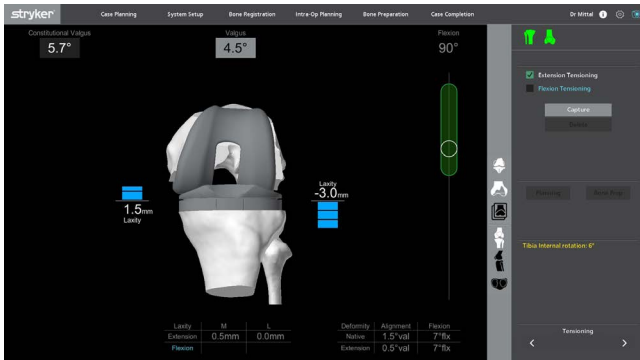 stryker
Case Planning
System Setup
Bone Registration
Intra-Op Planning
Bone Preparation
Case Completion
Dr Mittal
Constitutional Valgus
5.7°
Valgus
4.5°
Flexion
90°
Extension Tensioning
Flexion Tensioning
Capture
1.5mm
Laxity
Laxity
-3.0mm
Planning
Bone Prep
Tibia Internal rotation: 6°
Laxity M L
Extension 0.5mm 0.0mm
Flexion
Deformity Alignment Flexion
Native 1.5°val 7°flx
Extension 0.5°val 7°flx
Tensioning